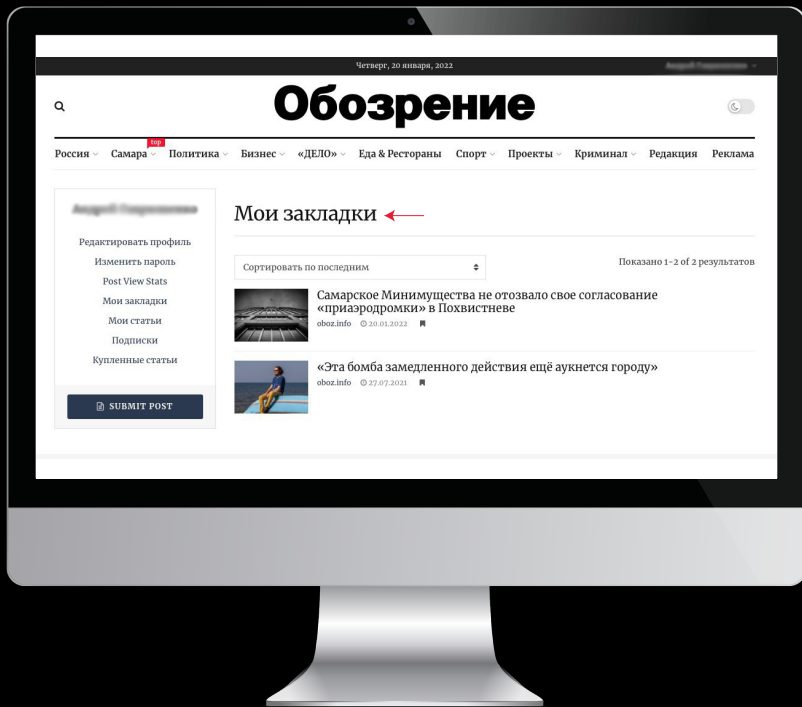 Четверг, 20 января, 2022
Обозрение
top
Россия Самара Политика Бизнес «ДЕЛО» Еда & Рестораны Спорт Проекты Криминал Редакция Реклама
Редактировать профиль
Изменить пароль
Post View Stats
Мои закладки
Мои статьи
Подписки
Купленные статьи
SUBMIT POST
Мои закладки
Сортировать по последним
Показано 1-2 of 2 результатов
Самарское Минимущества не отозвало свое согласование
«приаэродромки» в Похвистневе
oboz.info 20.01.2022
«Эта бомба замедленного действия ещё аукнется городу»
oboz.info 27.07.2021